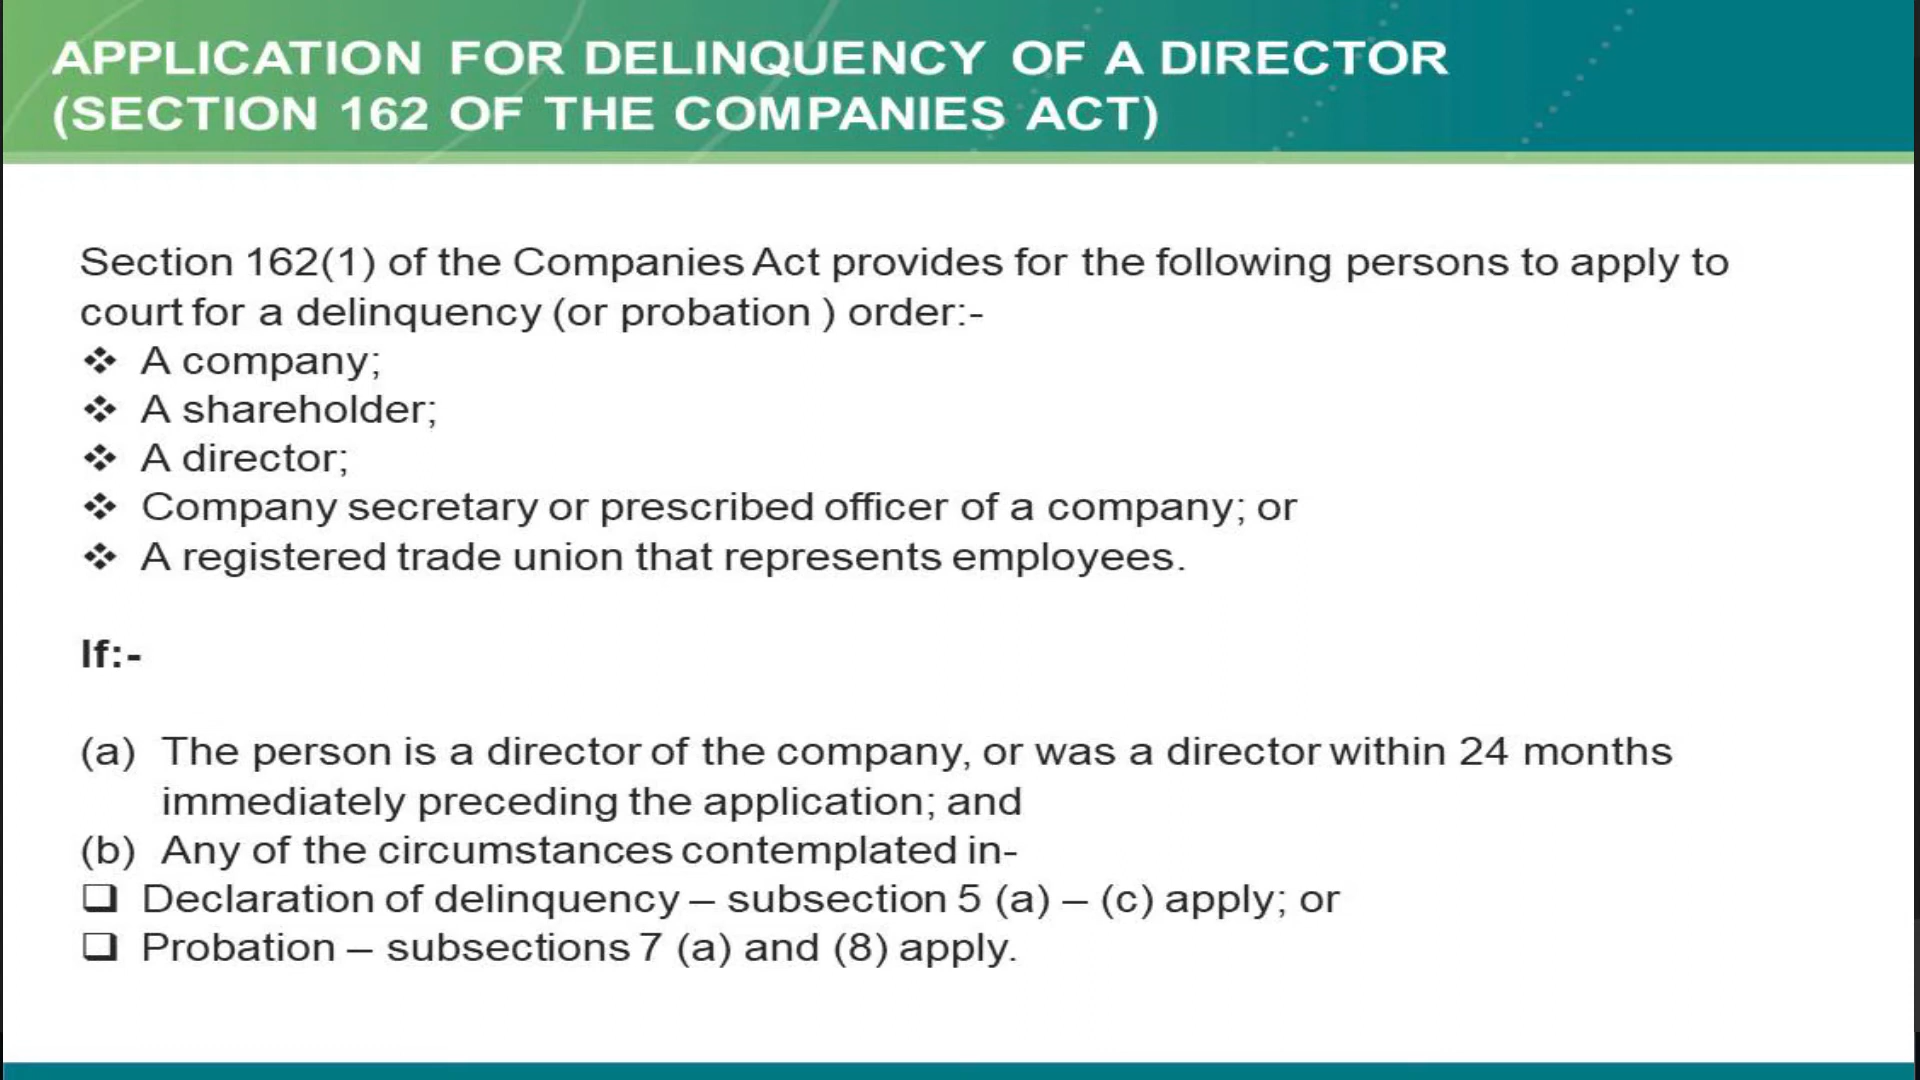 APPLICATION FOR DELINQUENCY OF A DIRECTOR
(SECTION 162 OF THE COMPANIES ACT)
Section 162(1) of the Companies Act provides for the following persons to apply to
court for a delinquency (or probation ) order:-
❖ A company;
❖ A shareholder;
❖ A director;
❖ Company secretary or prescribed officer of a company; or
❖ A registered trade union that represents employees.
If:-
(a) The person is a director of the company, or was a director within 24 months
immediately preceding the application; and
(b) Any of the circumstances contemplated in-
❑ Declaration of delinquency – subsection 5 (a) – (c) apply; or
❑ Probation – subsections 7 (a) and (8) apply.